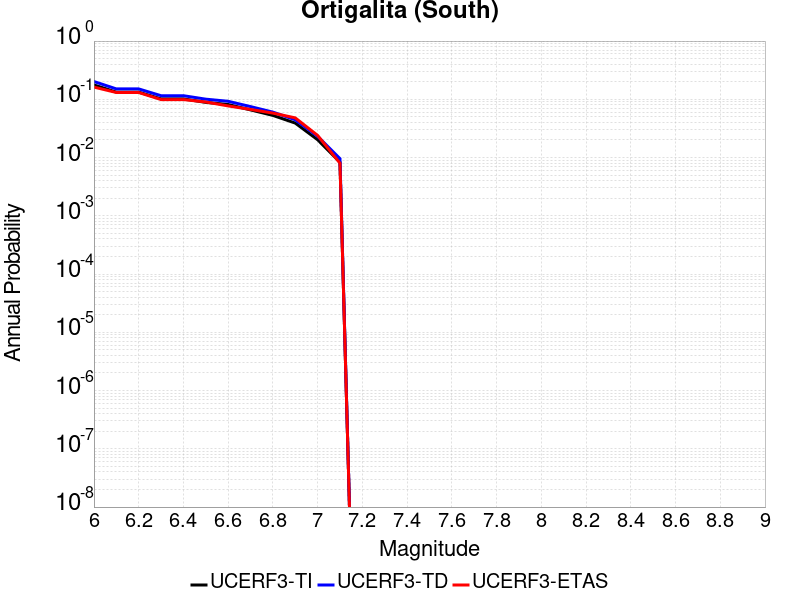 Ortigalita (South)
10^0
10^-1
10^-2
10^-3
10^-4
10^-5
10^-6
10^-7
10^-8
Annual Probability
6 6.2 6.4 6.6 6.8 7 7.2 7.4 7.6 7.8 8 8.2 8.4 8.6 8.8 9
Magnitude
UCERF3-TI UCERF3-TD UCERF3-ETAS